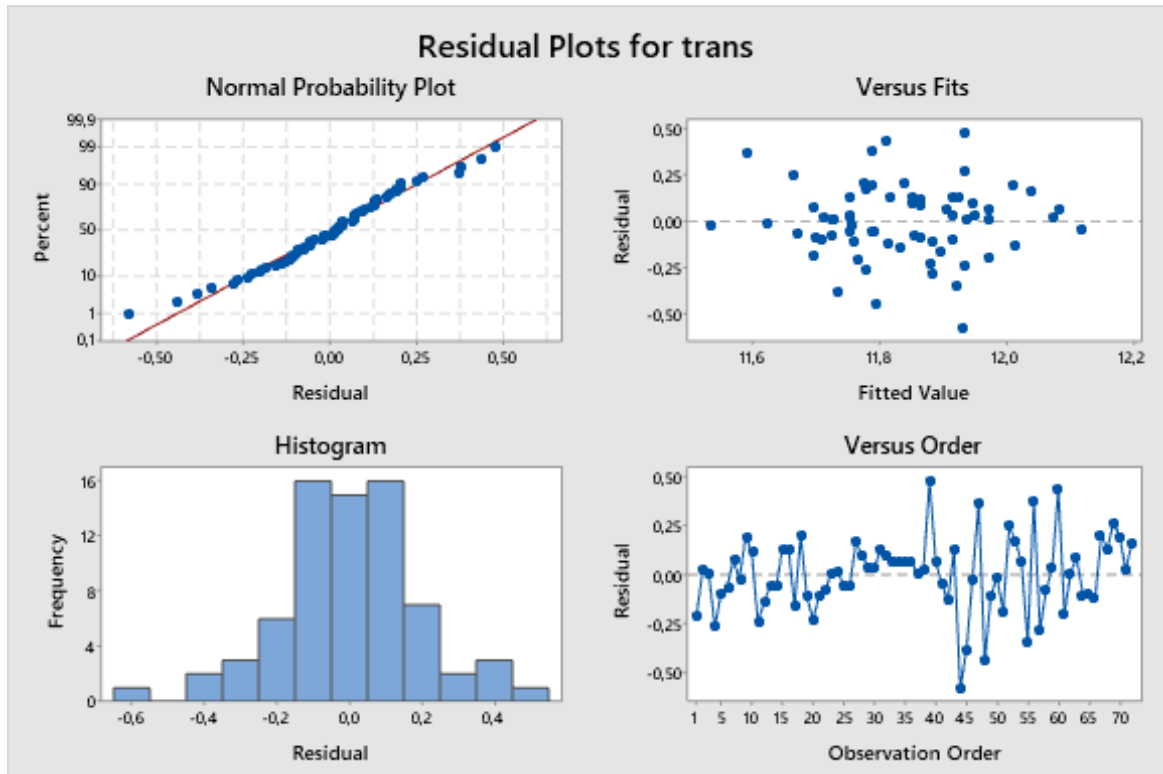 Residual Plots for trans
Normal Probability Plot
99,9
99
90
50
10
1
0,1
Percent
-0,50 -0,25 0,00 0,25 0,50
Residual
Versus Fits
0,50
0,25
0,00
-0,25
-0,50
Residual
11,6 11,8 12,0 12,2
Fitted Value
Histogram
16
12
8
4
0
Frequency
-0,6 -0,4 -0,2 0,0 0,2 0,4
Residual
Versus Order
0,50
0,25
0,00
-0,25
-0,50
Residual
1 5 10 15 20 25 30 35 40 45 50 55 60 65 70
Observation Order